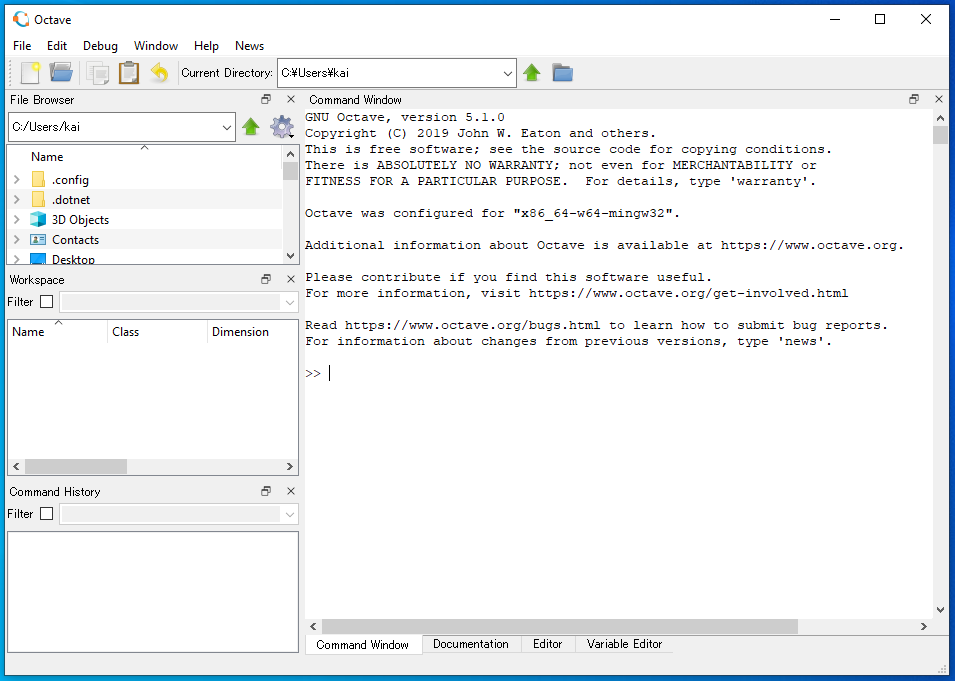 Octave
File Edit Debug Window Help News
Current Directory: C:¥Users¥kai
File Browser
C:/Users/kai
Name
.config
.dotnet
3D Objects
Contacts
Desktop
Workspace
Filter
Name Class Dimension
Command History
Filter
Command Window
GNU Octave, version 5.1.0
Copyright (C) 2019 John W. Eaton and others.
This is free software; see the source code for copying conditions.
There is ABSOLUTELY NO WARRANTY; not even for MERCHANTABILITY or
FITNESS FOR A PARTICULAR PURPOSE.  For details, type 'warranty'.
Octave was configured for "x86_64-w64-mingw32".
Additional information about Octave is available at https://www.octave.org.
Please contribute if you find this software useful.
For more information, visit https://www.octave.org/get-involved.html
Read https://www.octave.org/bugs.html to learn how to submit bug reports.
For information about changes from previous versions, type 'news'.
>>
Command Window Documentation Editor Variable Editor